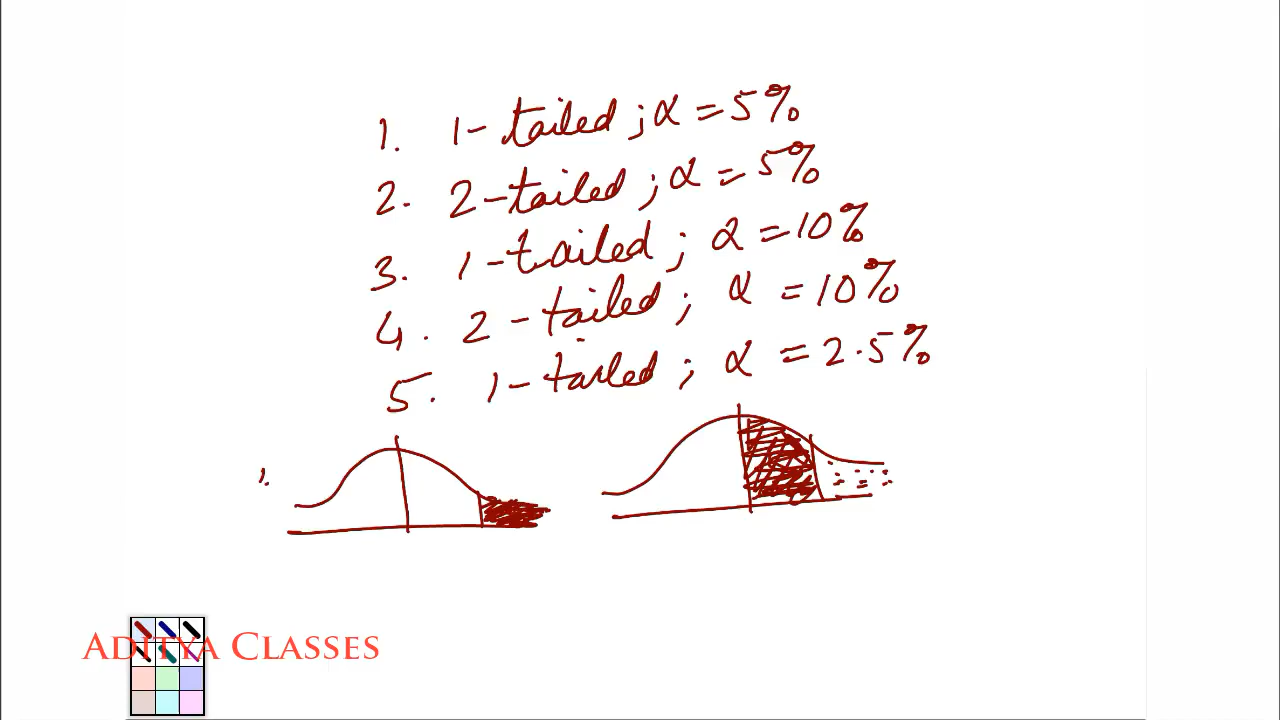 1. 1-tailed ; α = 5%
2. 2-tailed ; α = 5%
3. 1-tailed ; α = 10%
4. 2-tailed ; α = 10%
5. 1-tailed ; α = 2.5%
1.
ADITYA CLASSES